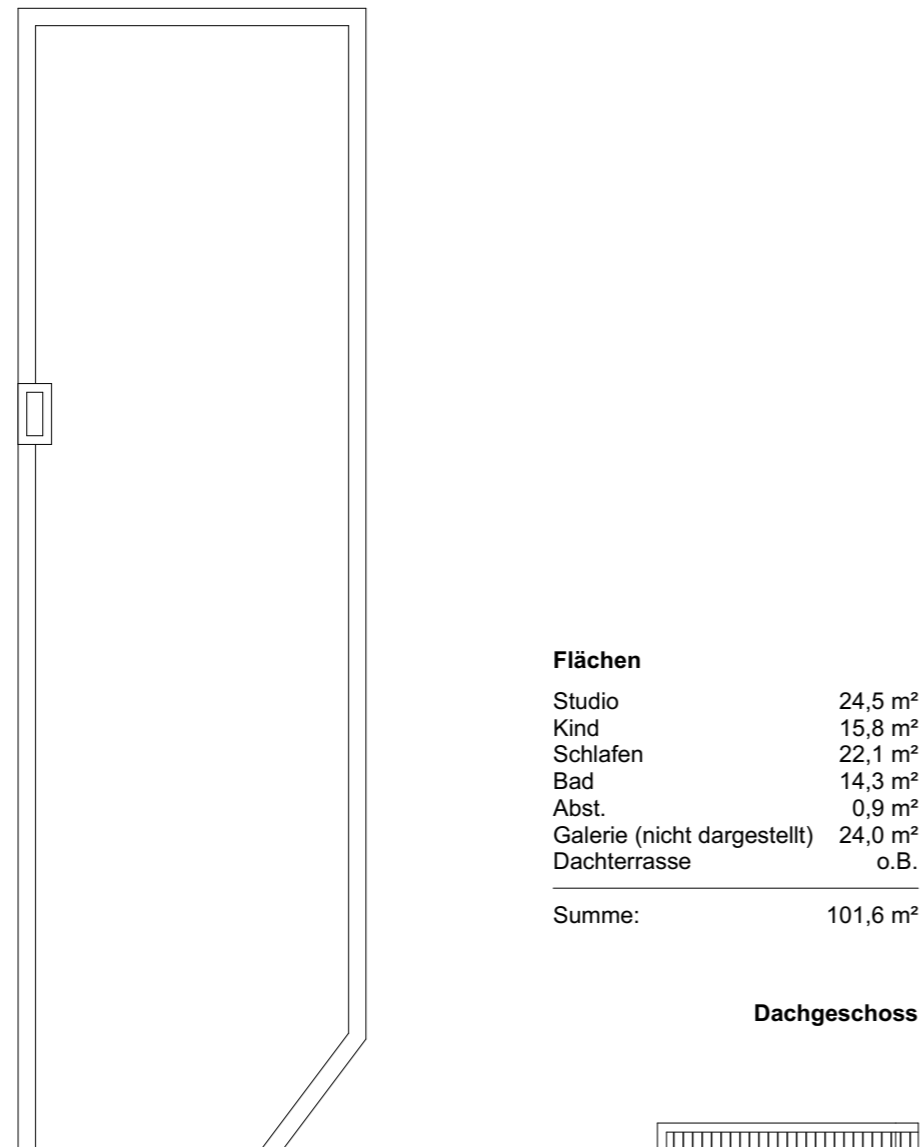 Flächen
Studio 24,5 m²
Kind 15,8 m²
Schlafen 22,1 m²
Bad 14,3 m²
Abst. 0,9 m²
Galerie (nicht dargestellt) 24,0 m²
Dachterrasse o.B.
Summe: 101,6 m²
Dachgeschoss